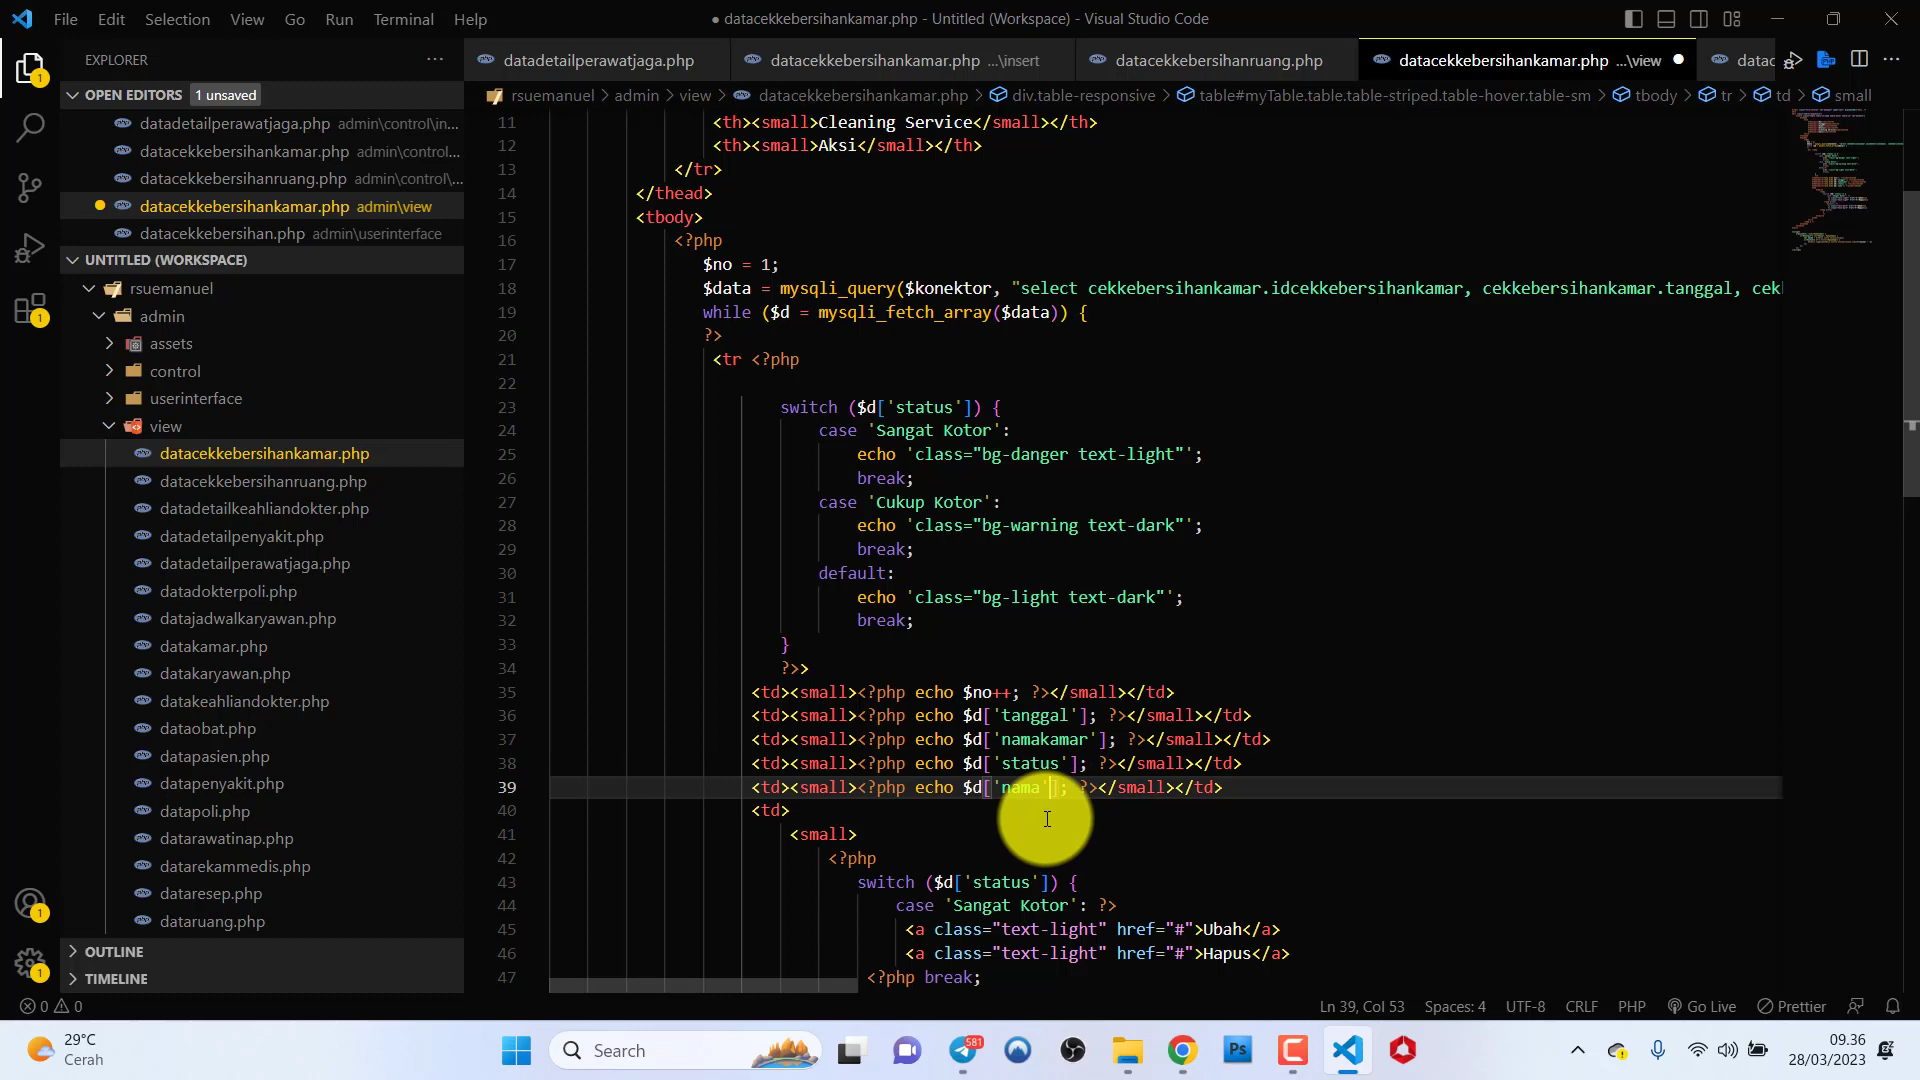 File Edit Selection View Go Run Terminal Help
● datacekkebersihankamar.php - Untitled (Workspace) - Visual Studio Code
EXPLORER
datadetailperawatjaga.php
datacekkebersihankamar.php ...\insert
datacekkebersihanruang.php
datacekkebersihankamar.php ...\view
datac
rsuemanuel > admin > view > datacekkebersihankamar.php > div.table-responsive > table#myTable.table.table-striped.table-hover.table-sm > tbody > tr > td > small
OPEN EDITORS 1 unsaved
datadetailperawatjaga.php admin\control\in...
datacekkebersihankamar.php admin\control...
datacekkebersihanruang.php admin\control\...
datacekkebersihankamar.php admin\view
datacekkebersihan.php admin\userinterface
UNTITLED (WORKSPACE)
rsuemanuel
admin
assets
control
userinterface
view
datacekkebersihankamar.php
datacekkebersihanruang.php
datadetailkeahliandokter.php
datadetailpenyakit.php
datadetailperawatjaga.php
datadokterpoli.php
datajadwalkaryawan.php
datakamar.php
datakaryawan.php
datakeahliandokter.php
dataobat.php
datapasien.php
datapenyakit.php
datapoli.php
datarawatinap.php
datarekammedis.php
dataresep.php
dataruang.php
OUTLINE
TIMELINE
11 <th><small>Cleaning Service</small></th>
12 <th><small>Aksi</small></th>
13 </tr>
14 </thead>
15 <tbody>
16 <?php
17 $no = 1;
18 $data = mysqli_query($konektor, "select cekkebersihankamar.idcekkebersihankamar, cekkebersihankamar.tanggal, cek
19 while ($d = mysqli_fetch_array($data)) {
20 ?>
21 <tr <?php
22
23 switch ($d['status']) {
24 case 'Sangat Kotor':
25 echo 'class="bg-danger text-light"';
26 break;
27 case 'Cukup Kotor':
28 echo 'class="bg-warning text-dark"';
29 break;
30 default:
31 echo 'class="bg-light text-dark"';
32 break;
33 }
34 ?>>
35 <td><small><?php echo $no++; ?></small></td>
36 <td><small><?php echo $d['tanggal']; ?></small></td>
37 <td><small><?php echo $d['namakamar']; ?></small></td>
38 <td><small><?php echo $d['status']; ?></small></td>
39 <td><small><?php echo $d['nama']; ?></small></td>
40 <td>
41 <small>
42 <?php
43 switch ($d['status']) {
44 case 'Sangat Kotor': ?>
45 <a class="text-light" href="#">Ubah</a>
46 <a class="text-light" href="#">Hapus</a>
47 <?php break;
0 0
Ln 39, Col 53 Spaces: 4 UTF-8 CRLF PHP Go Live Prettier
29°C
Cerah
Search
581
Ps
09.36
28/03/2023